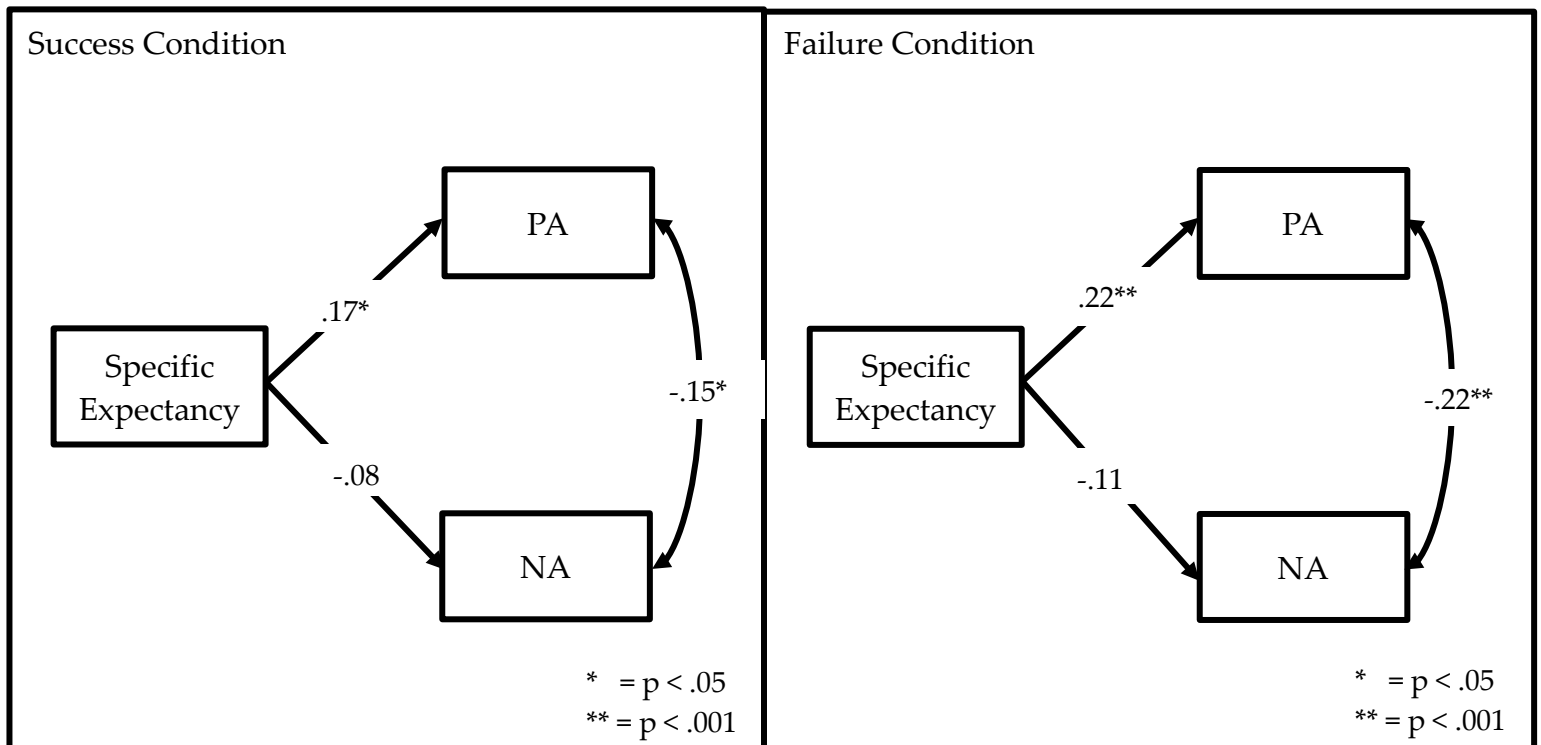 Success Condition
PA
.17*
Specific
Expectancy
-.15*
-.08
NA
* = p < .05
** = p < .001
Failure Condition
PA
.22**
Specific
Expectancy
-.22**
-.11
NA
* = p < .05
** = p < .001